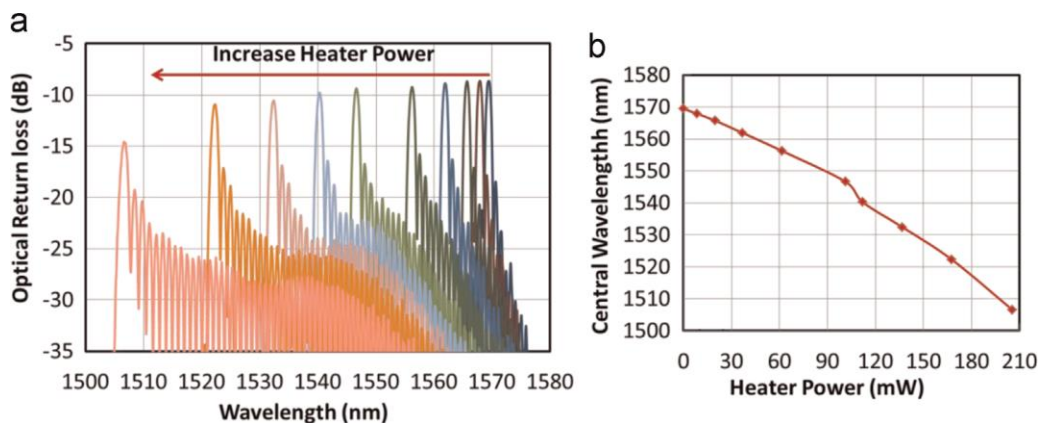 a
Increase Heater Power
Optical Return loss (dB)
-5
-10
-15
-20
-25
-30
-35
1500 1510 1520 1530 1540 1550 1560 1570 1580
Wavelength (nm)
b
Central Wavelengthh (nm)
1580
1570
1560
1550
1540
1530
1520
1510
1500
0 30 60 90 120 150 180 210
Heater Power (mW)